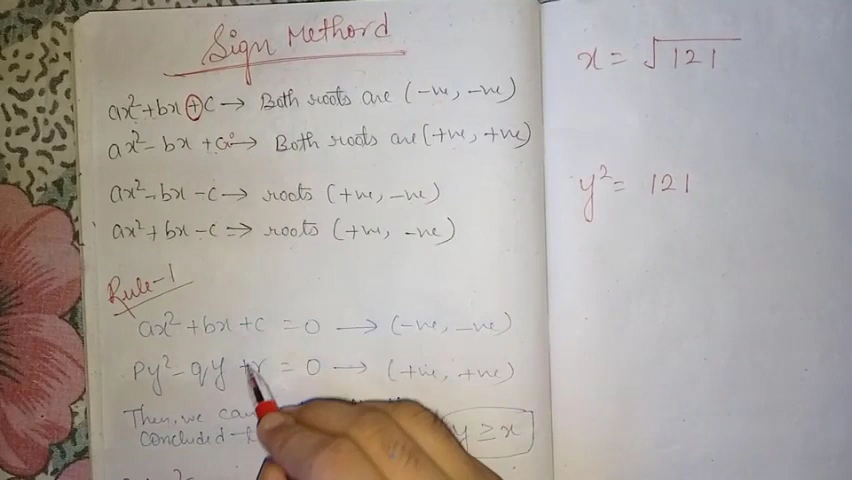 Sign Methord
ax²+bx+c → Both roots are (-ve, -ve)
ax²-bx+c → Both roots are (+ve, +ve)
ax²-bx-c → roots (+ve, -ve)
ax²+bx-c ⇒ roots (+ve, -ve)
Rule-1
ax²+bx+c =0 → (-ve, -ve)
py²-qy+r = 0 → (+ve, +ve)
Then, we can
concluded y ≥ x
x = √121
y² = 121